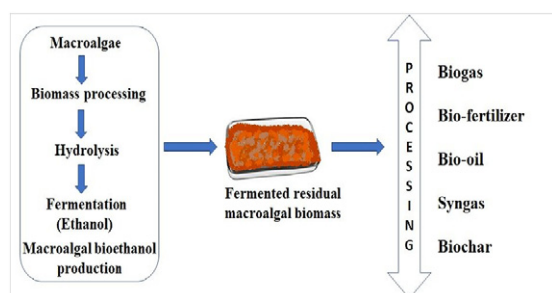 Macroalgae
Biomass processing
Hydrolysis
Fermentation
(Ethanol)
Macroalgal bioethanol
production
Fermented residual
macroalgal biomass
PROCESSING
Biogas
Bio-fertilizer
Bio-oil
Syngas
Biochar